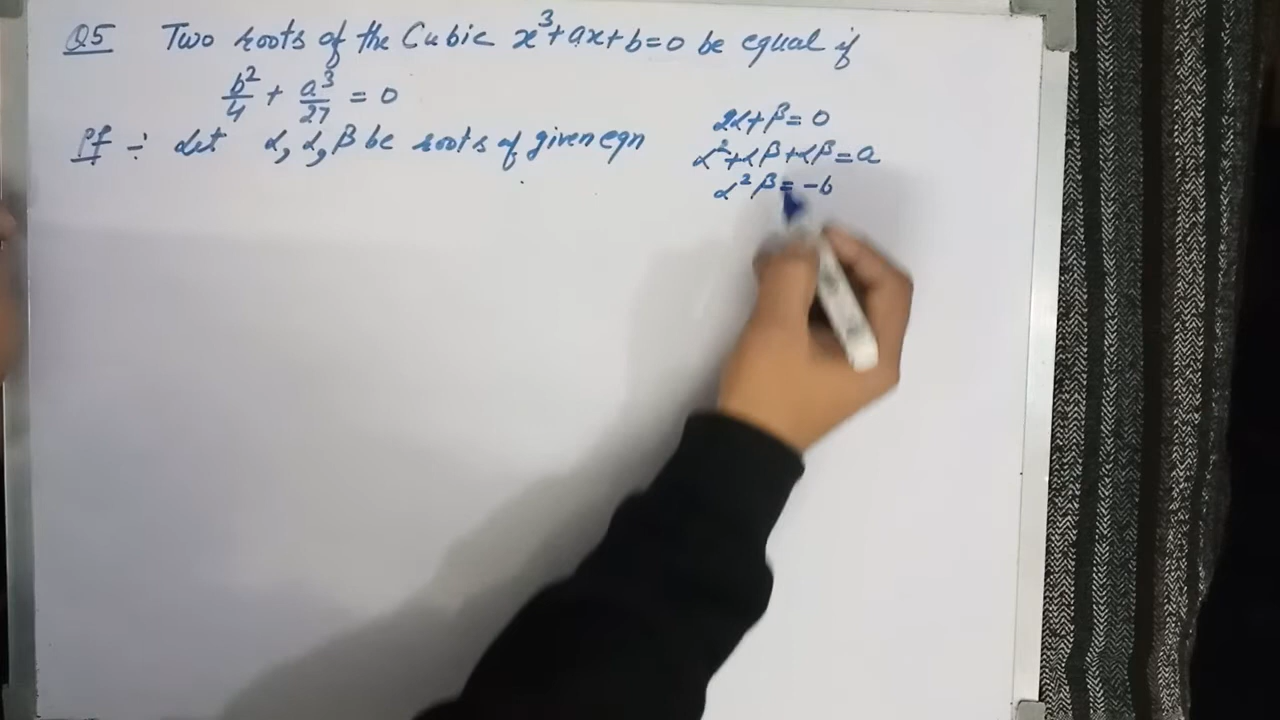 Q5 Two roots of the Cubic x³+ax+b=0 be equal if
b²/4 + a³/27 = 0
Pf ÷ Let α, α, β be roots of given eqn
2α+β=0
α²+αβ+αβ=a
α²β=-b